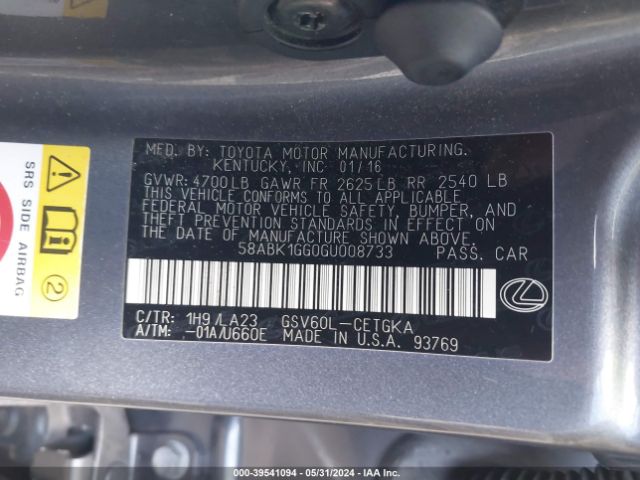 MFD. BY: TOYOTA MOTOR MANUFACTURING.
KENTUCKY, INC 01/16
GVWR: 4700LB GAWR FR 2625LB RR 2540 LB
THIS VEHICLE CONFORMS TO ALL APPLICABLE
FEDERAL MOTOR VEHICLE SAFETY, BUMPER, AND
THEFT PREVENTION STANDARDS IN EFFECT ON
THE DATE OF MANUFACTURE SHOWN ABOVE.
58ABK1GG0GU008733 PASS. CAR
C/TR: 1H9/LA23 GSV60L-CETGKA
A/TM: -01A/U660E MADE IN U.S.A. 93769
SRS SIDE AIRBAG
2
000-39541094 - 05/31/2024 - IAA Inc.